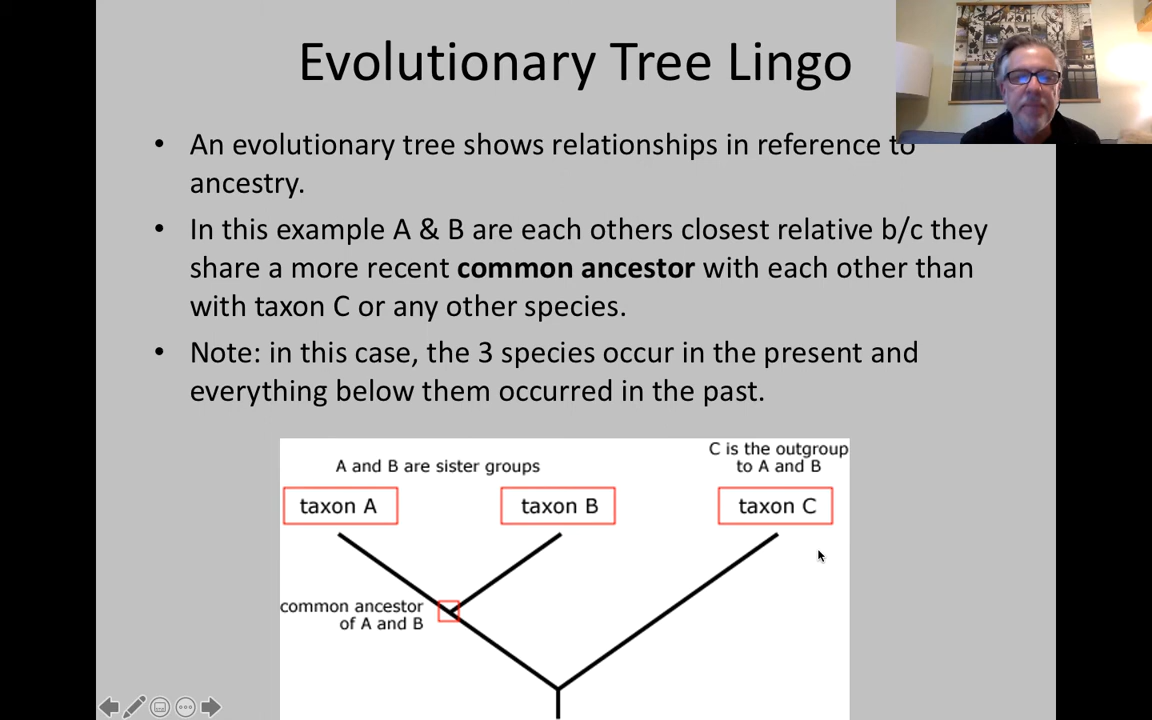 Evolutionary Tree Lingo
• An evolutionary tree shows relationships in reference to
ancestry.
• In this example A & B are each others closest relative b/c they
share a more recent common ancestor with each other than
with taxon C or any other species.
• Note: in this case, the 3 species occur in the present and
everything below them occurred in the past.
C is the outgroup
to A and B
A and B are sister groups
taxon A
taxon B
taxon C
common ancestor
of A and B